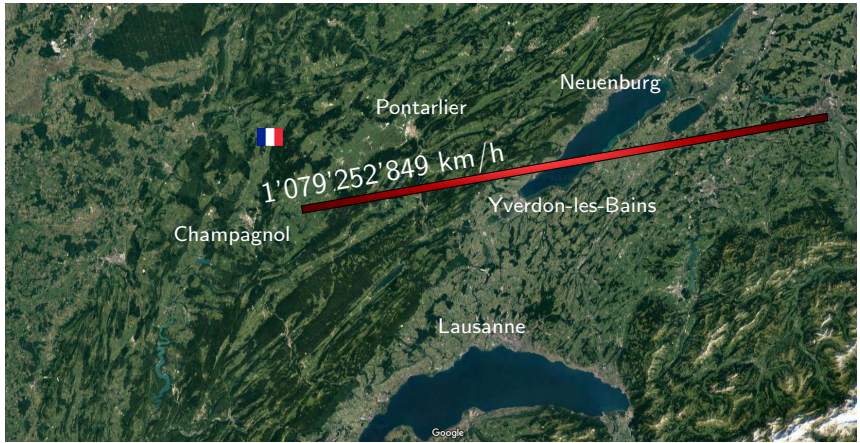 Neuenburg
Pontarlier
1'079'252'849 km/h
Yverdon-les-Bains
Champagnol
Lausanne
Google